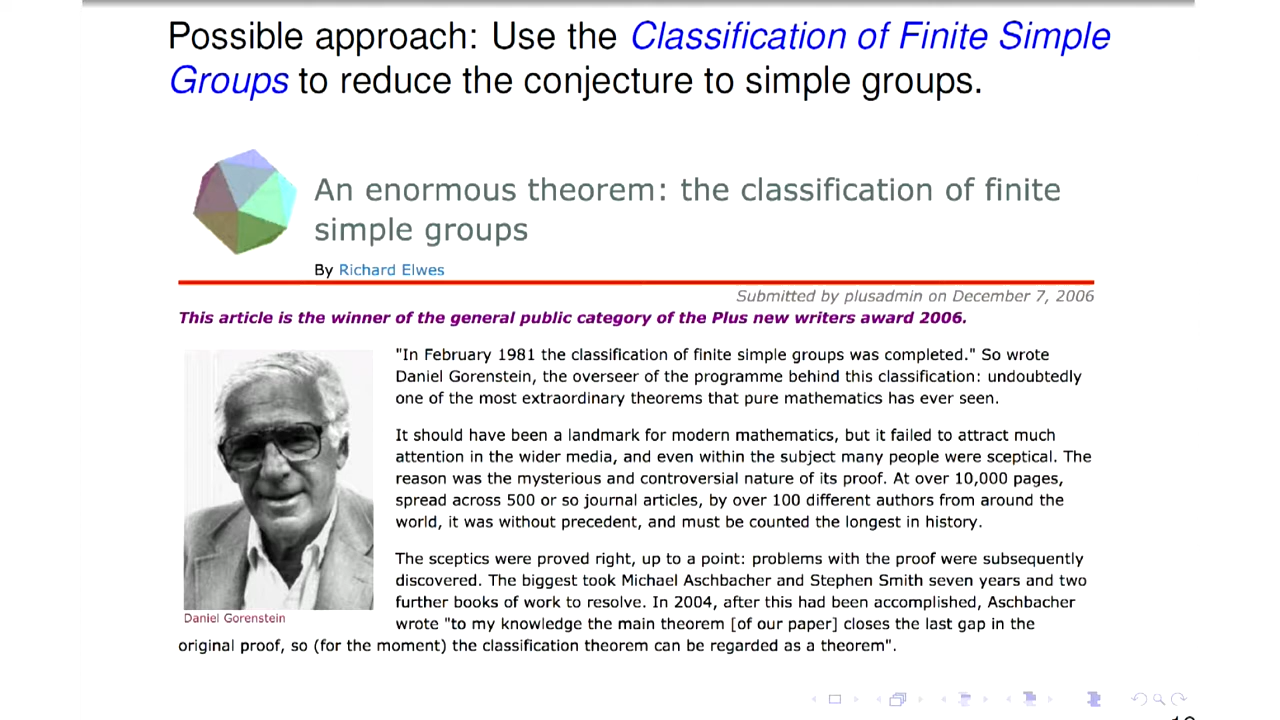 Possible approach: Use the Classification of Finite Simple
Groups to reduce the conjecture to simple groups.
An enormous theorem: the classification of finite
simple groups
By Richard Elwes
Submitted by plusadmin on December 7, 2006
This article is the winner of the general public category of the Plus new writers award 2006.
"In February 1981 the classification of finite simple groups was completed." So wrote
Daniel Gorenstein, the overseer of the programme behind this classification: undoubtedly
one of the most extraordinary theorems that pure mathematics has ever seen.
It should have been a landmark for modern mathematics, but it failed to attract much
attention in the wider media, and even within the subject many people were sceptical. The
reason was the mysterious and controversial nature of its proof. At over 10,000 pages,
spread across 500 or so journal articles, by over 100 different authors from around the
world, it was without precedent, and must be counted the longest in history.
The sceptics were proved right, up to a point: problems with the proof were subsequently
discovered. The biggest took Michael Aschbacher and Stephen Smith seven years and two
further books of work to resolve. In 2004, after this had been accomplished, Aschbacher
wrote "to my knowledge the main theorem [of our paper] closes the last gap in the
original proof, so (for the moment) the classification theorem can be regarded as a theorem".
Daniel Gorenstein